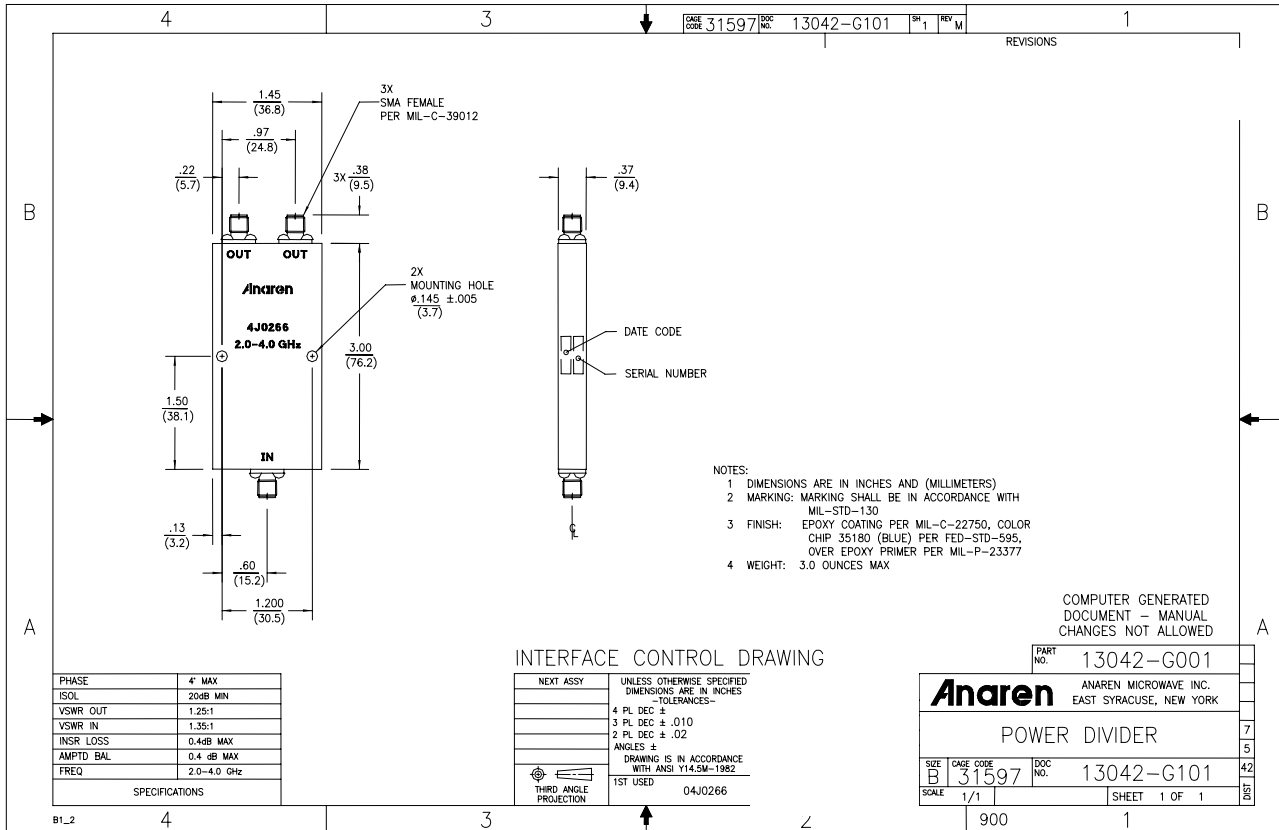 4
3
1
CAGE CODE 31597 DOC NO. 13042-G101 SH 1 REV M
REVISIONS
1.45
(36.8)
3X
SMA FEMALE
PER MIL-C-39012
.97
(24.8)
.22
(5.7)
3X .38
(9.5)
.37
(9.4)
B
B
OUT OUT
Anaren
4J0266
2.0-4.0 GHz
2X
MOUNTING HOLE
ø.145 ±.005
(3.7)
3.00
(76.2)
DATE CODE
SERIAL NUMBER
1.50
(38.1)
IN
.13
(3.2)
.60
(15.2)
1.200
(30.5)
NOTES:
1 DIMENSIONS ARE IN INCHES AND (MILLIMETERS)
2 MARKING: MARKING SHALL BE IN ACCORDANCE WITH
MIL-STD-130
3 FINISH: EPOXY COATING PER MIL-C-22750, COLOR
CHIP 35180 (BLUE) PER FED-STD-595,
OVER EPOXY PRIMER PER MIL-P-23377
4 WEIGHT: 3.0 OUNCES MAX
A
A
COMPUTER GENERATED
DOCUMENT - MANUAL
CHANGES NOT ALLOWED
INTERFACE CONTROL DRAWING
PHASE 4° MAX
ISOL 20dB MIN
VSWR OUT 1.25:1
VSWR IN 1.35:1
INSR LOSS 0.4dB MAX
AMPTD BAL 0.4 dB MAX
FREQ 2.0-4.0 GHz
SPECIFICATIONS
NEXT ASSY
UNLESS OTHERWISE SPECIFIED
DIMENSIONS ARE IN INCHES
-TOLERANCES-
4 PL DEC ±
3 PL DEC ± .010
2 PL DEC ± .02
ANGLES ±
DRAWING IS IN ACCORDANCE
WITH ANSI Y14.5M-1982
THIRD ANGLE
PROJECTION
1ST USED 04J0266
PART NO. 13042-G001
Anaren
ANAREN MICROWAVE INC.
EAST SYRACUSE, NEW YORK
POWER DIVIDER
SIZE B CAGE CODE 31597 DOC NO. 13042-G101
SCALE 1/1 SHEET 1 OF 1
7
5
42
DIST
B1_2
4
3
900
1